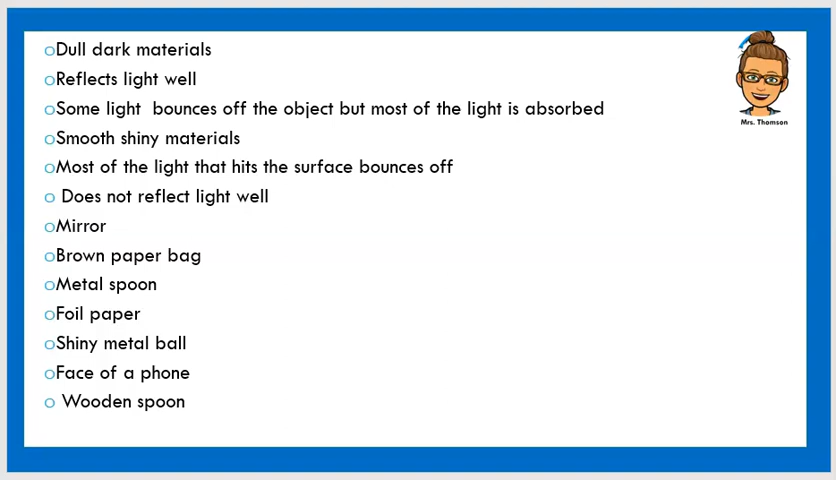 oDull dark materials
oReflects light well
oSome light  bounces off the object but most of the light is absorbed
oSmooth shiny materials
oMost of the light that hits the surface bounces off
o Does not reflect light well
oMirror
oBrown paper bag
oMetal spoon
oFoil paper
oShiny metal ball
oFace of a phone
o Wooden spoon
Mrs. Thomson